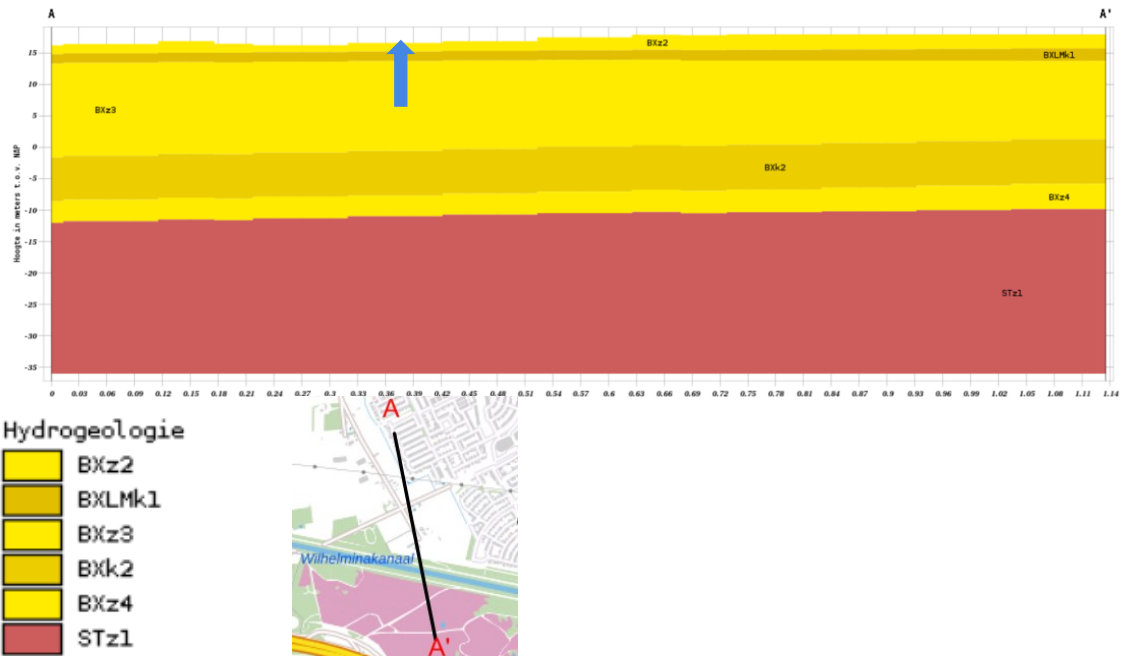 A A'
15
10
5
0
-5
-10
-15
-20
-25
-30
-35
Hoogte in meters t.o.v. NAP
BXz2
BXLMk1
BXz3
BXk2
BXz4
STz1
0 0.03 0.06 0.09 0.12 0.15 0.18 0.21 0.24 0.27 0.3 0.33 0.36 0.39 0.42 0.45 0.48 0.51 0.54 0.57 0.6 0.63 0.66 0.69 0.72 0.75 0.78 0.81 0.84 0.87 0.9 0.93 0.96 0.99 1.02 1.05 1.08 1.11 1.14
Hydrogeologie
BXz2
BXLMk1
BXz3
BXk2
BXz4
STz1
A
Wilhelminakanaal
A'